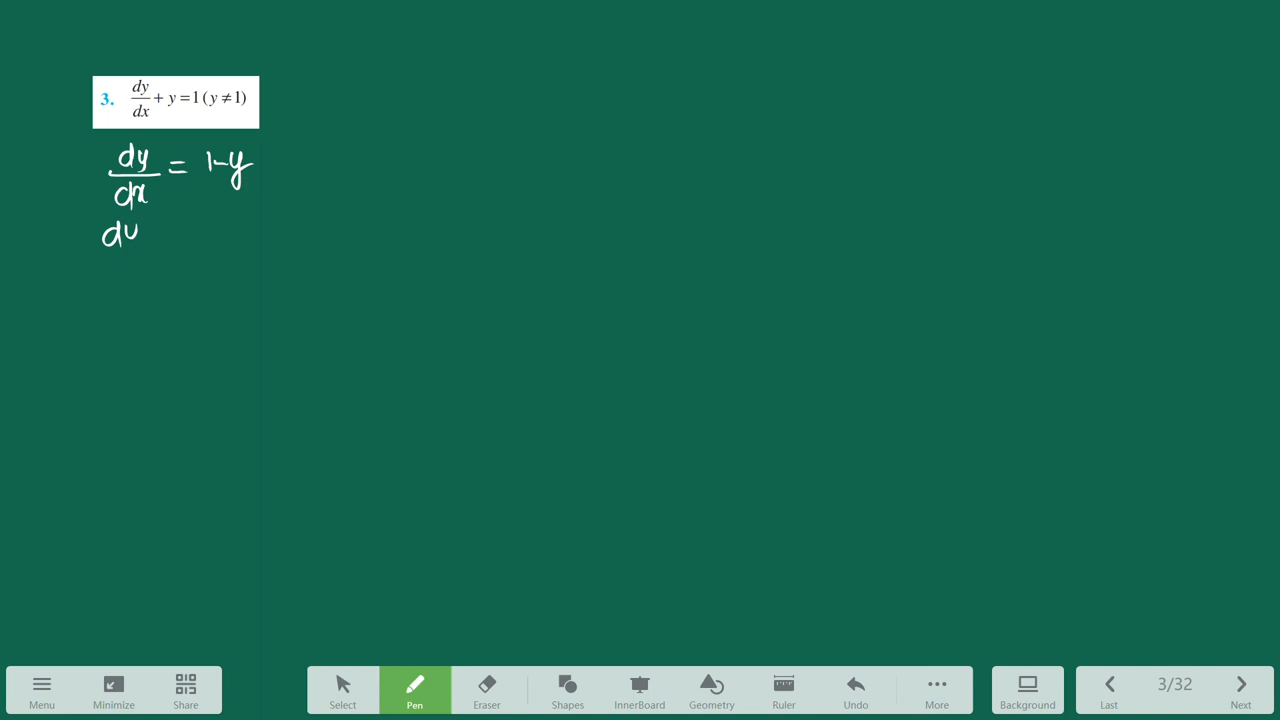 3. dy/dx + y = 1 ( y ≠ 1)
dy/dx = 1-y
dy
Menu Minimize Share Select Pen Eraser Shapes InnerBoard Geometry Ruler Undo More Background Last 3/32 Next